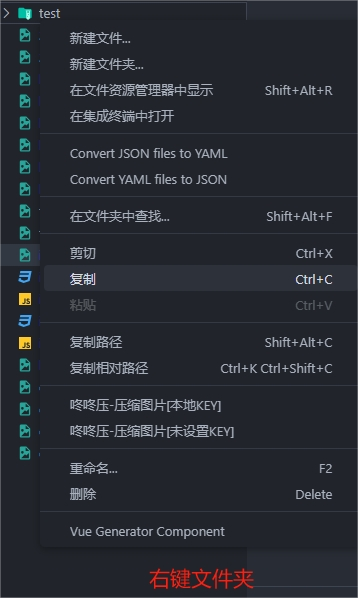 test
新建文件...
新建文件夹...
在文件资源管理器中显示 Shift+Alt+R
在集成终端中打开
Convert JSON files to YAML
Convert YAML files to JSON
在文件夹中查找... Shift+Alt+F
剪切 Ctrl+X
复制 Ctrl+C
粘贴 Ctrl+V
复制路径 Shift+Alt+C
复制相对路径 Ctrl+K Ctrl+Shift+C
咚咚压-压缩图片[本地KEY]
咚咚压-压缩图片[未设置KEY]
重命名... F2
删除 Delete
Vue Generator Component
JS
JS
右键文件夹